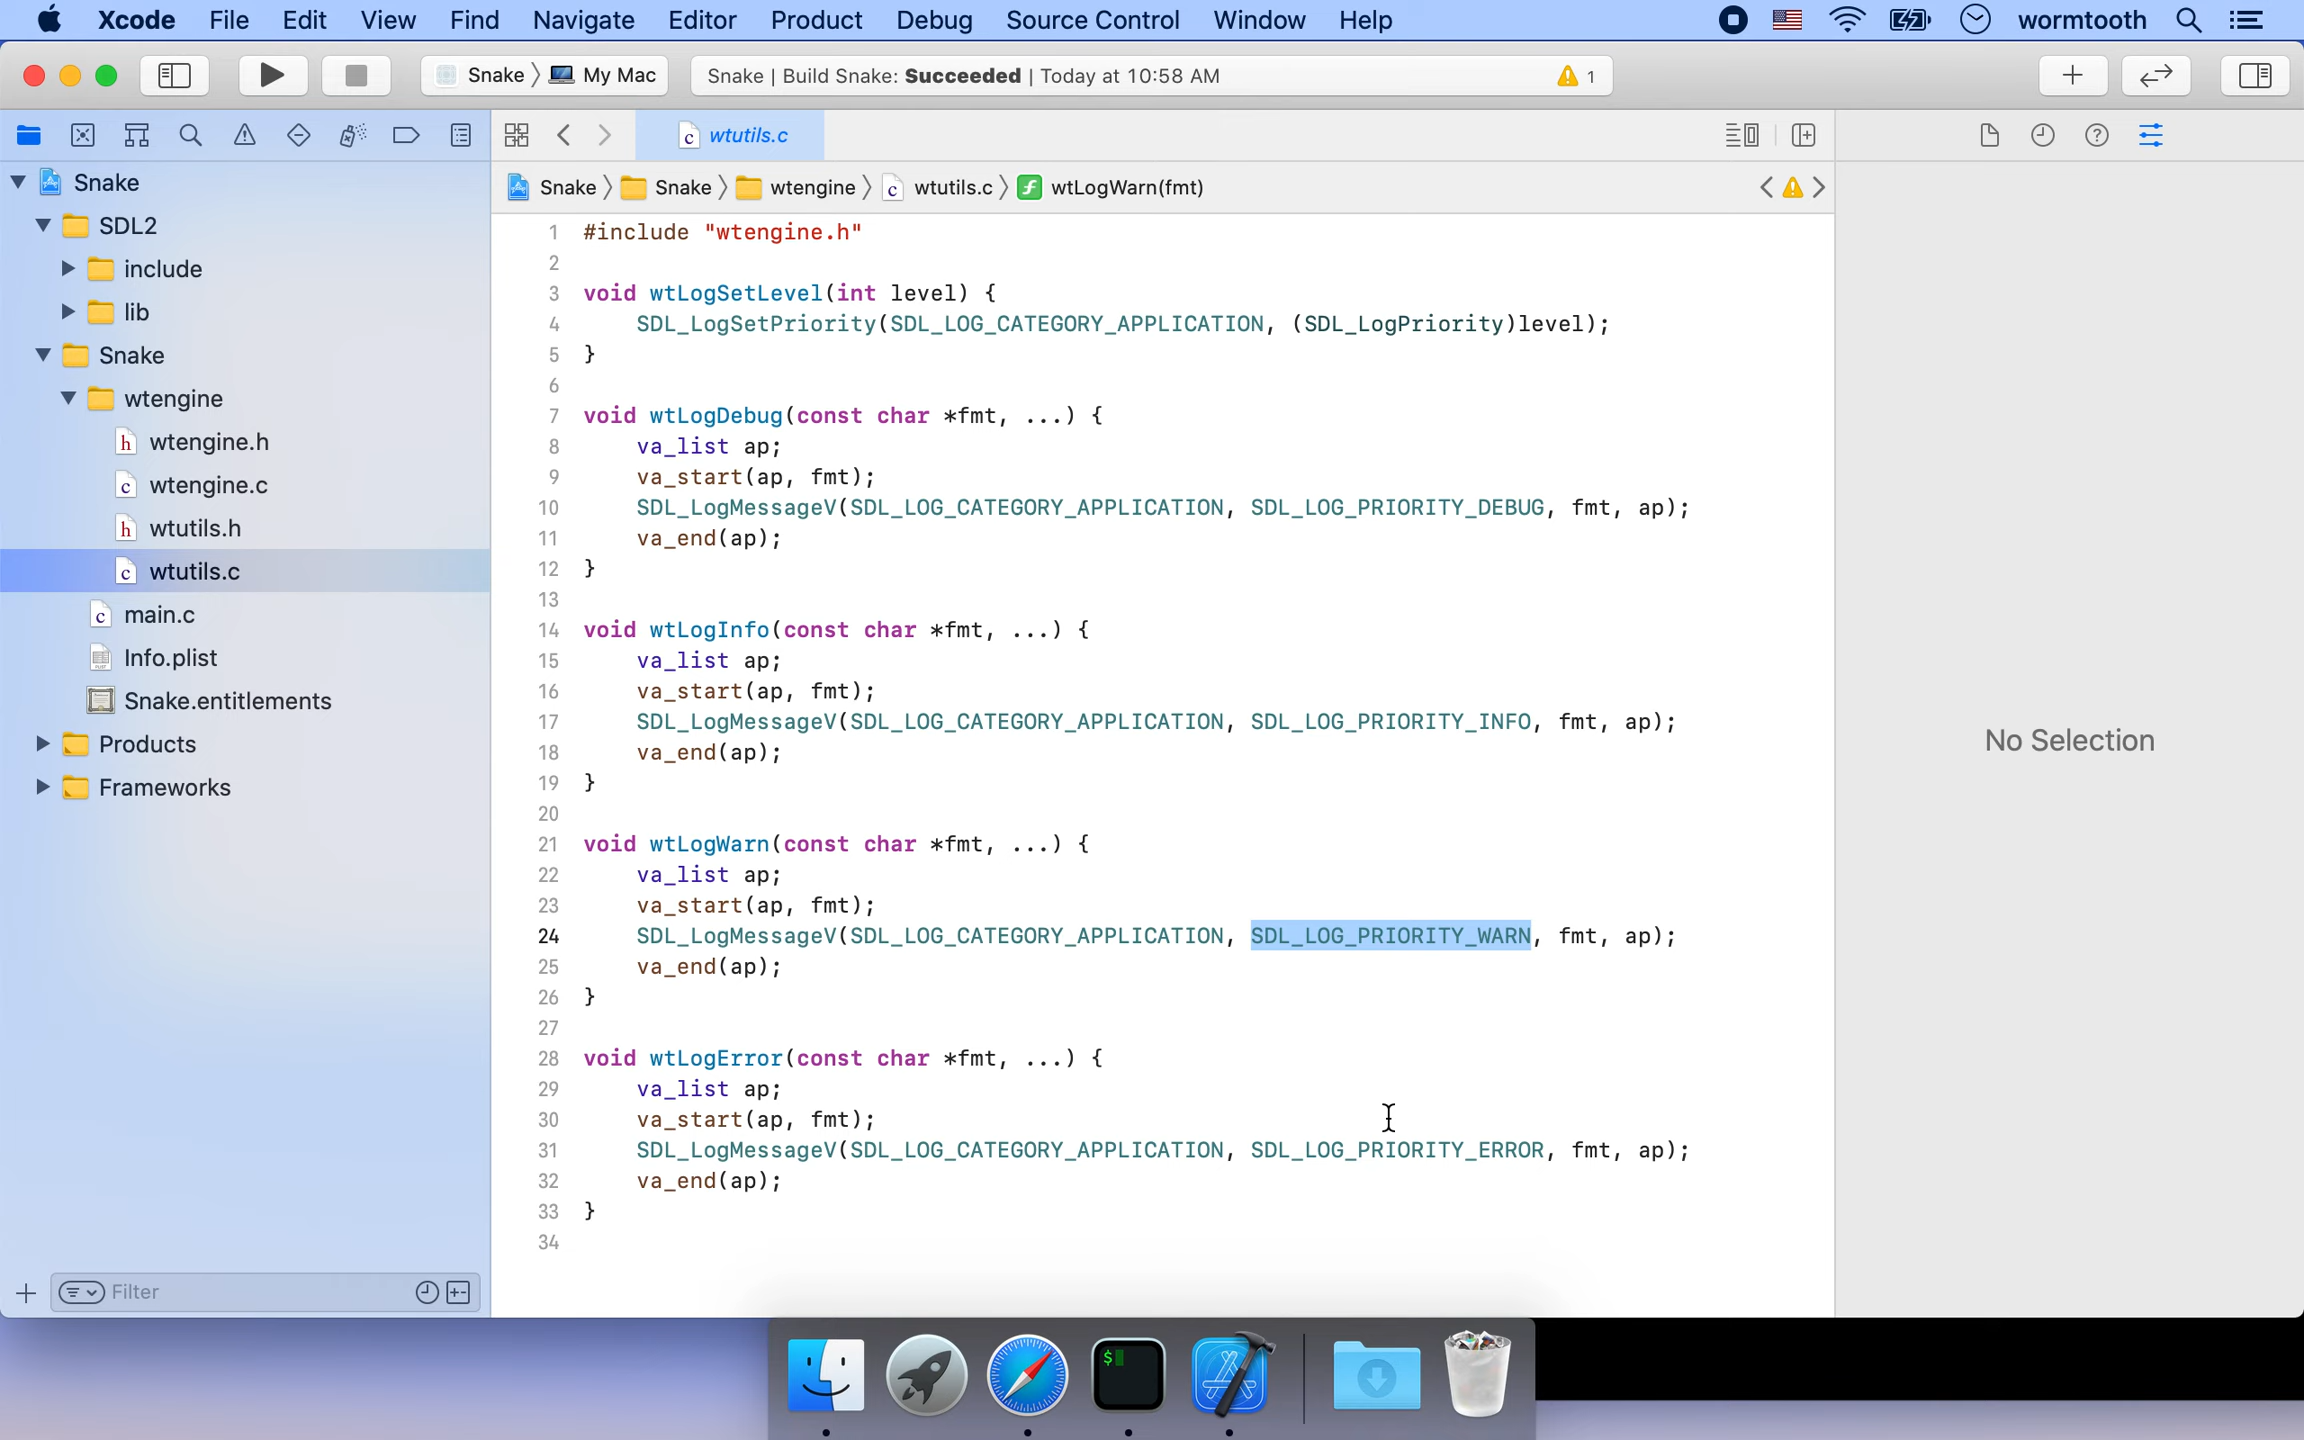 Xcode File Edit View Find Navigate Editor Product Debug Source Control Window Help wormtooth
Snake My Mac Snake | Build Snake: Succeeded | Today at 10:58 AM 1
wtutils.c
Snake Snake wtengine wtutils.c wtLogWarn(fmt)
Snake
SDL2
include
lib
Snake
wtengine
wtengine.h
wtengine.c
wtutils.h
wtutils.c
main.c
Info.plist
Snake.entitlements
Products
Frameworks
Filter
1 #include "wtengine.h"
2
3 void wtLogSetLevel(int level) {
4 SDL_LogSetPriority(SDL_LOG_CATEGORY_APPLICATION, (SDL_LogPriority)level);
5 }
6
7 void wtLogDebug(const char *fmt, ...) {
8 va_list ap;
9 va_start(ap, fmt);
10 SDL_LogMessageV(SDL_LOG_CATEGORY_APPLICATION, SDL_LOG_PRIORITY_DEBUG, fmt, ap);
11 va_end(ap);
12 }
13
14 void wtLogInfo(const char *fmt, ...) {
15 va_list ap;
16 va_start(ap, fmt);
17 SDL_LogMessageV(SDL_LOG_CATEGORY_APPLICATION, SDL_LOG_PRIORITY_INFO, fmt, ap);
18 va_end(ap);
19 }
20
21 void wtLogWarn(const char *fmt, ...) {
22 va_list ap;
23 va_start(ap, fmt);
24 SDL_LogMessageV(SDL_LOG_CATEGORY_APPLICATION, SDL_LOG_PRIORITY_WARN, fmt, ap);
25 va_end(ap);
26 }
27
28 void wtLogError(const char *fmt, ...) {
29 va_list ap;
30 va_start(ap, fmt);
31 SDL_LogMessageV(SDL_LOG_CATEGORY_APPLICATION, SDL_LOG_PRIORITY_ERROR, fmt, ap);
32 va_end(ap);
33 }
34
No Selection